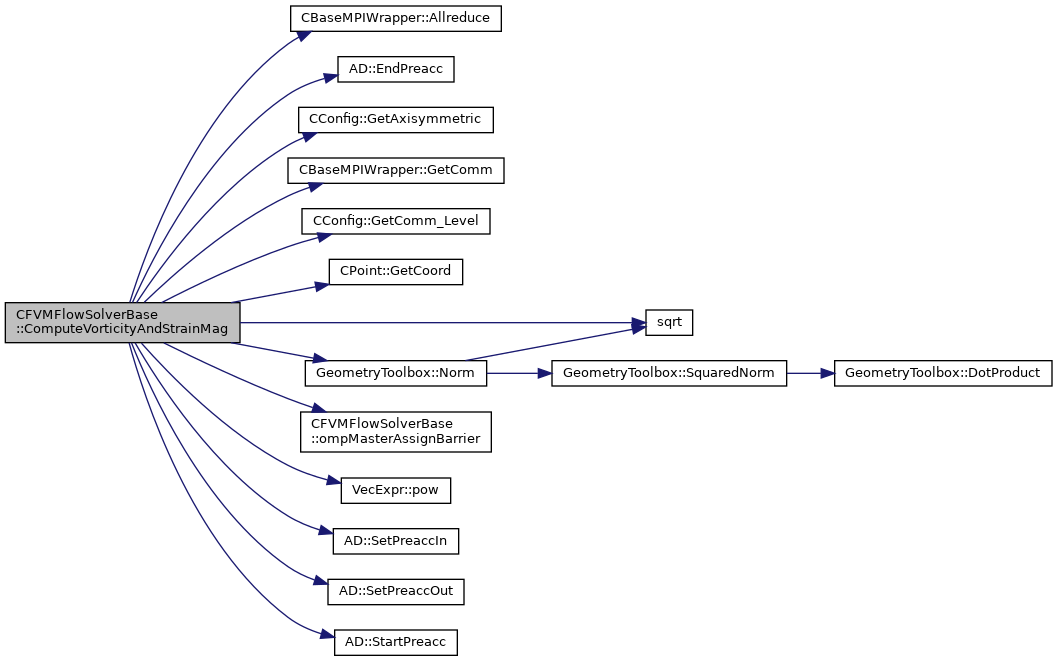 CBaseMPIWrapper::Allreduce
AD::EndPreacc
CConfig::GetAxisymmetric
CBaseMPIWrapper::GetComm
CConfig::GetComm_Level
CPoint::GetCoord
CFVMFlowSolverBase
::ComputeVorticityAndStrainMag
sqrt
GeometryToolbox::Norm
GeometryToolbox::SquaredNorm
GeometryToolbox::DotProduct
CFVMFlowSolverBase
::ompMasterAssignBarrier
VecExpr::pow
AD::SetPreaccIn
AD::SetPreaccOut
AD::StartPreacc